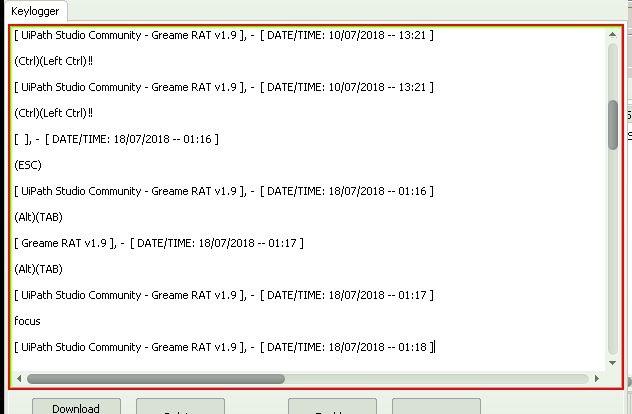 Keylogger
[ UiPath Studio Community - Greame RAT v1.9 ], - [ DATE/TIME: 10/07/2018 -- 13:21 ]
(Ctrl)(Left Ctrl)!!
[ UiPath Studio Community - Greame RAT v1.9 ], - [ DATE/TIME: 10/07/2018 -- 13:21 ]
(Ctrl)(Left Ctrl)!!
[  ], - [ DATE/TIME: 18/07/2018 -- 01:16 ]
(ESC)
[ UiPath Studio Community - Greame RAT v1.9 ], - [ DATE/TIME: 18/07/2018 -- 01:16 ]
(Alt)(TAB)
[ Greame RAT v1.9 ], - [ DATE/TIME: 18/07/2018 -- 01:17 ]
(Alt)(TAB)
[ UiPath Studio Community - Greame RAT v1.9 ], - [ DATE/TIME: 18/07/2018 -- 01:17 ]
focus
[ UiPath Studio Community - Greame RAT v1.9 ], - [ DATE/TIME: 18/07/2018 -- 01:18 ]
Download